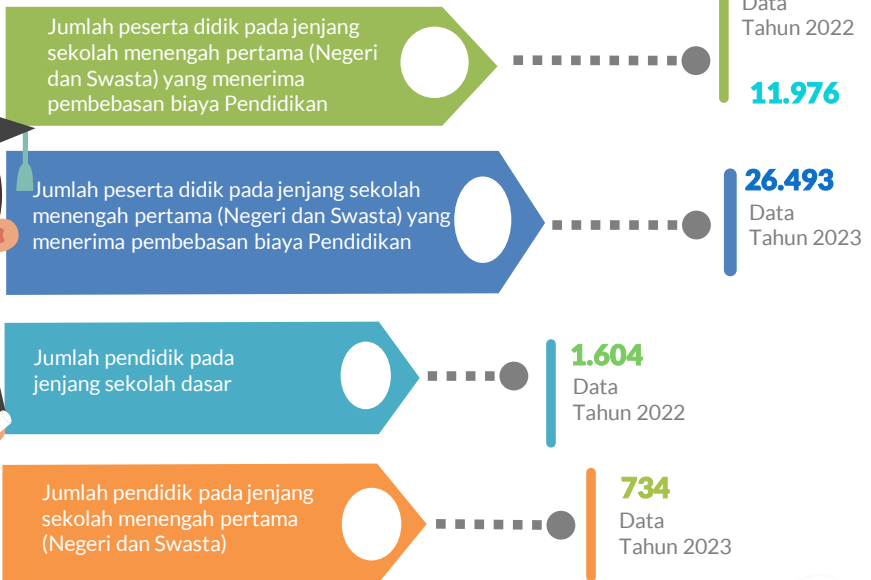 Jumlah peserta didik pada jenjang
sekolah menengah pertama (Negeri
dan Swasta) yang menerima
pembebasan biaya Pendidikan
Data
Tahun 2022
11.976
Jumlah peserta didik pada jenjang sekolah
menengah pertama (Negeri dan Swasta) yang
menerima pembebasan biaya Pendidikan
26.493
Data
Tahun 2023
Jumlah pendidik pada
jenjang sekolah dasar
1.604
Data
Tahun 2022
Jumlah pendidik pada jenjang
sekolah menengah pertama
(Negeri dan Swasta)
734
Data
Tahun 2023